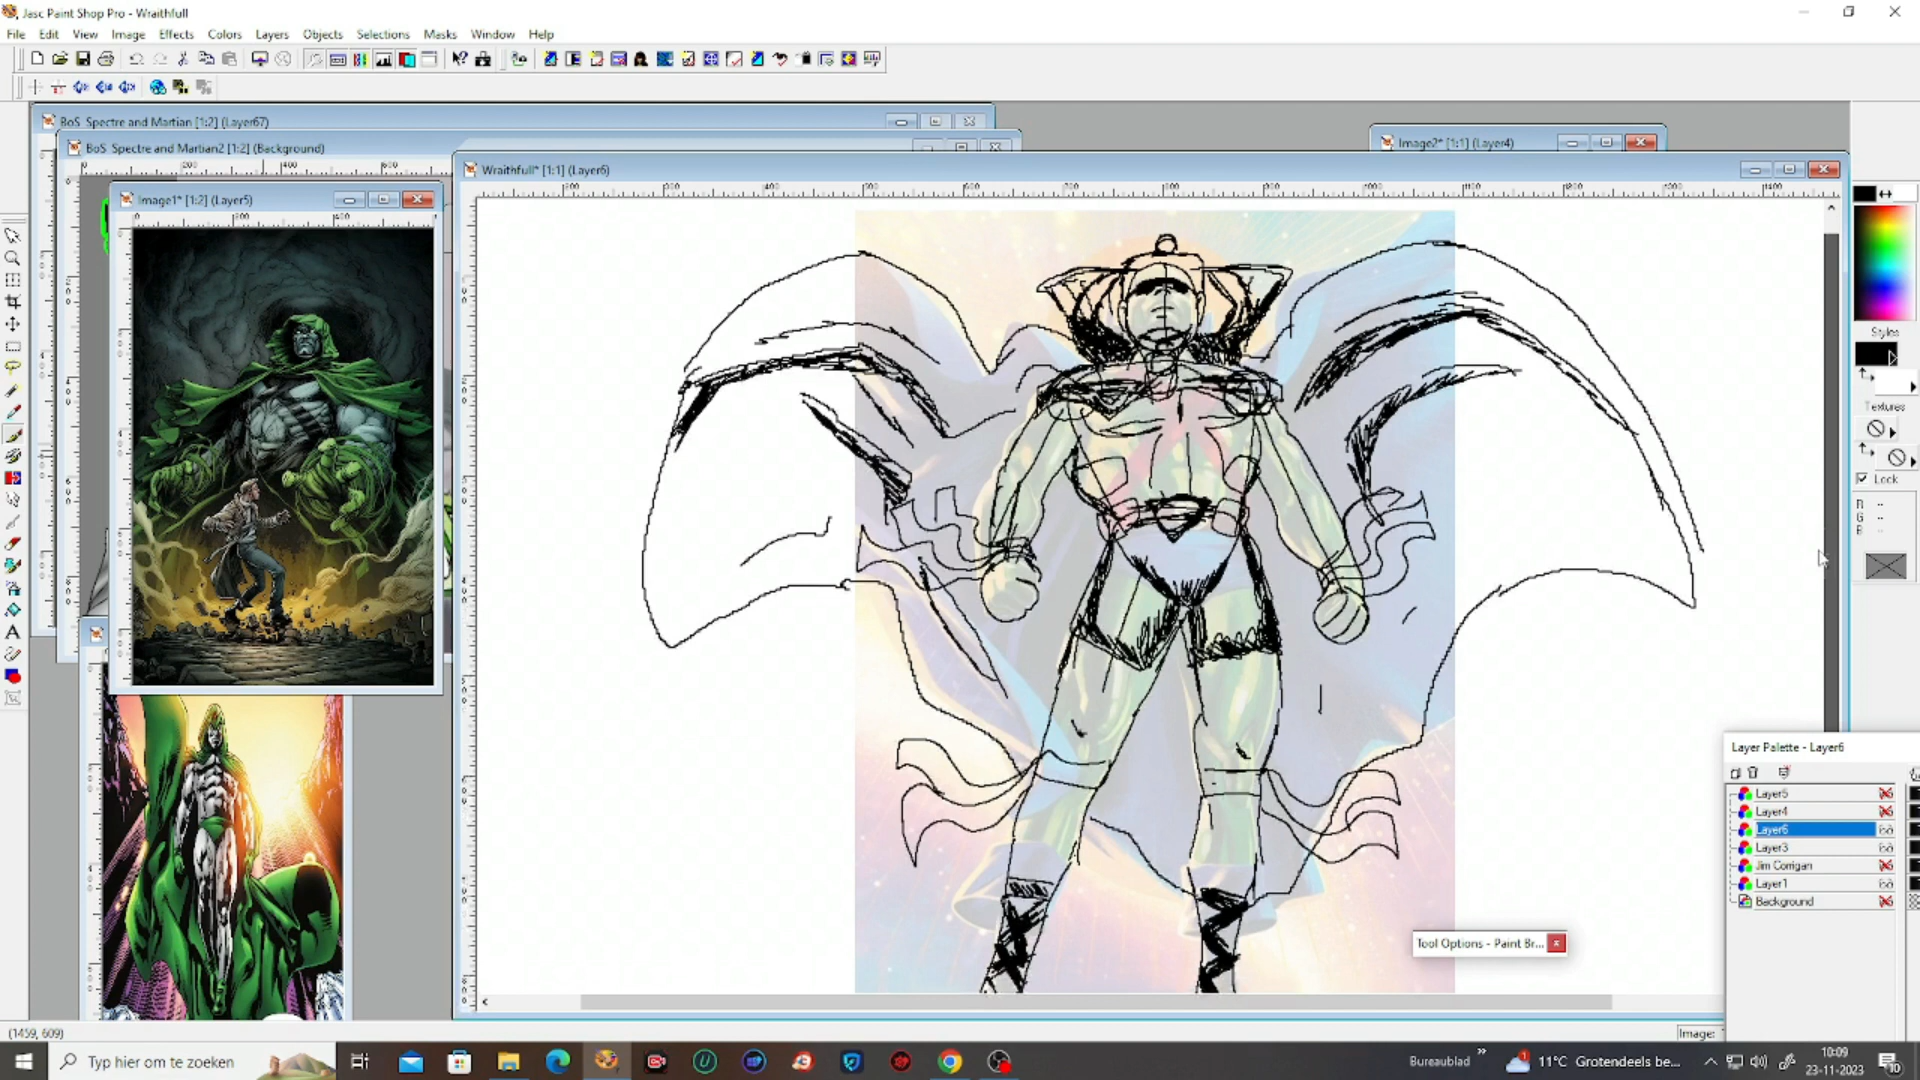 Jasc Paint Shop Pro - Wraithfull
File Edit View Image Effects Colors Layers Objects Selections Masks Window Help
BoS Spectre and Martian [1:2] (Layer67)
BoS Spectre and Martian2 [1:2] (Background)
Image2* [1:1] (Layer4)
Wraithfull* [1:1] (Layer6)
Image1* [1:2] (Layer5)
Styles
Textures
Lock
R
G
B
Layer Palette - Layer6
Layer5
Layer4
Layer6
Layer3
Jim Corrigan
Layer1
Background
Tool Options - Paint Br...
(1459, 609)
Image:
Typ hier om te zoeken
Bureaublad
11°C Grotendeels be...
10:09
23-11-2023